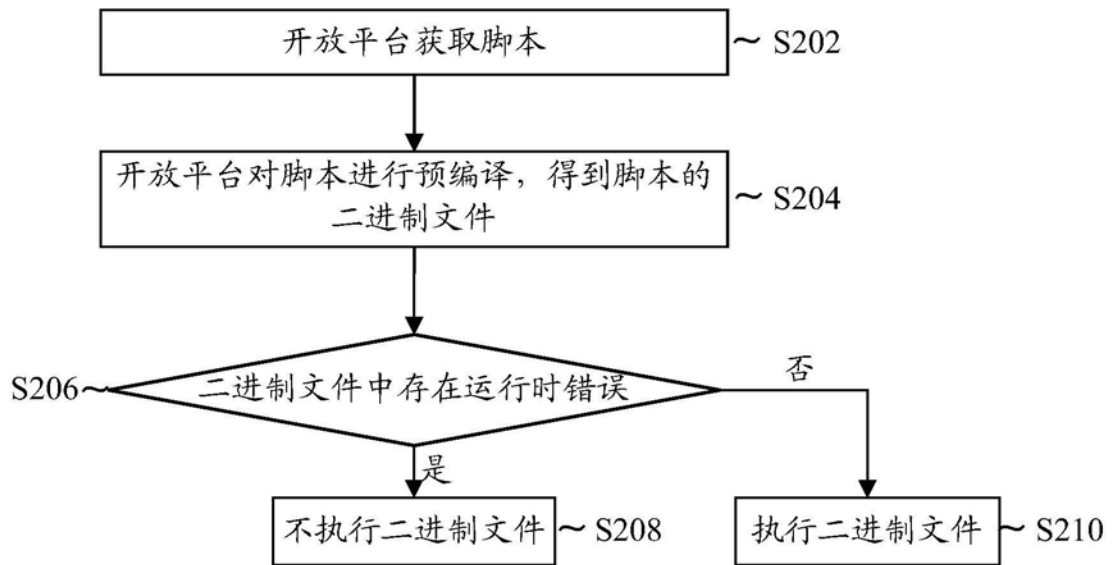 开放平台获取脚本
~ S202
开放平台对脚本进行预编译，得到脚本的
二进制文件
~ S204
S206~
二进制文件中存在运行时错误
否
是
不执行二进制文件
~ S208
执行二进制文件
~ S210